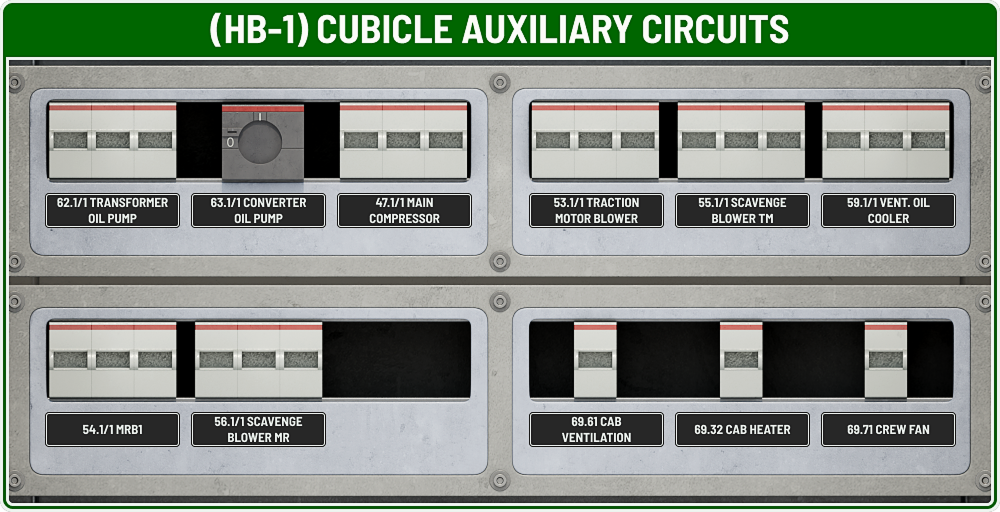 (HB-1) CUBICLE AUXILIARY CIRCUITS
I
0
62.1/1 TRANSFORMER
OIL PUMP
63.1/1 CONVERTER
OIL PUMP
47.1/1 MAIN
COMPRESSOR
53.1/1 TRACTION
MOTOR BLOWER
55.1/1 SCAVENGE
BLOWER TM
59.1/1 VENT. OIL
COOLER
54.1/1 MRB1
56.1/1 SCAVENGE
BLOWER MR
69.61 CAB
VENTILATION
69.32 CAB HEATER
69.71 CREW FAN